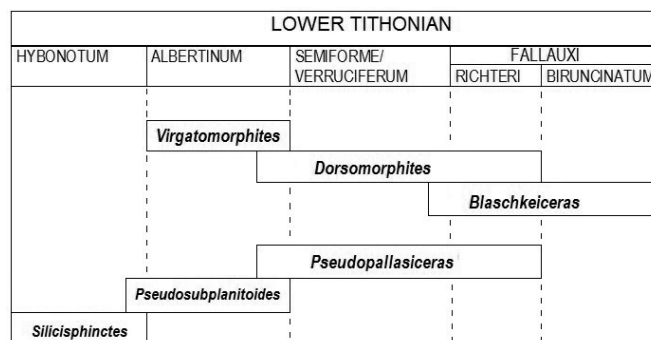 LOWER TITHONIAN
HYBONOTUM
ALBERTINUM
SEMIFORME/
VERRUCIFERUM
FALLAUXI
RICHTERI
BIRUNCINATUM
Virgatomorphites
Dorsomorphites
Blaschkeiceras
Pseudopallasiceras
Pseudosubplanitoides
Silicisphinctes